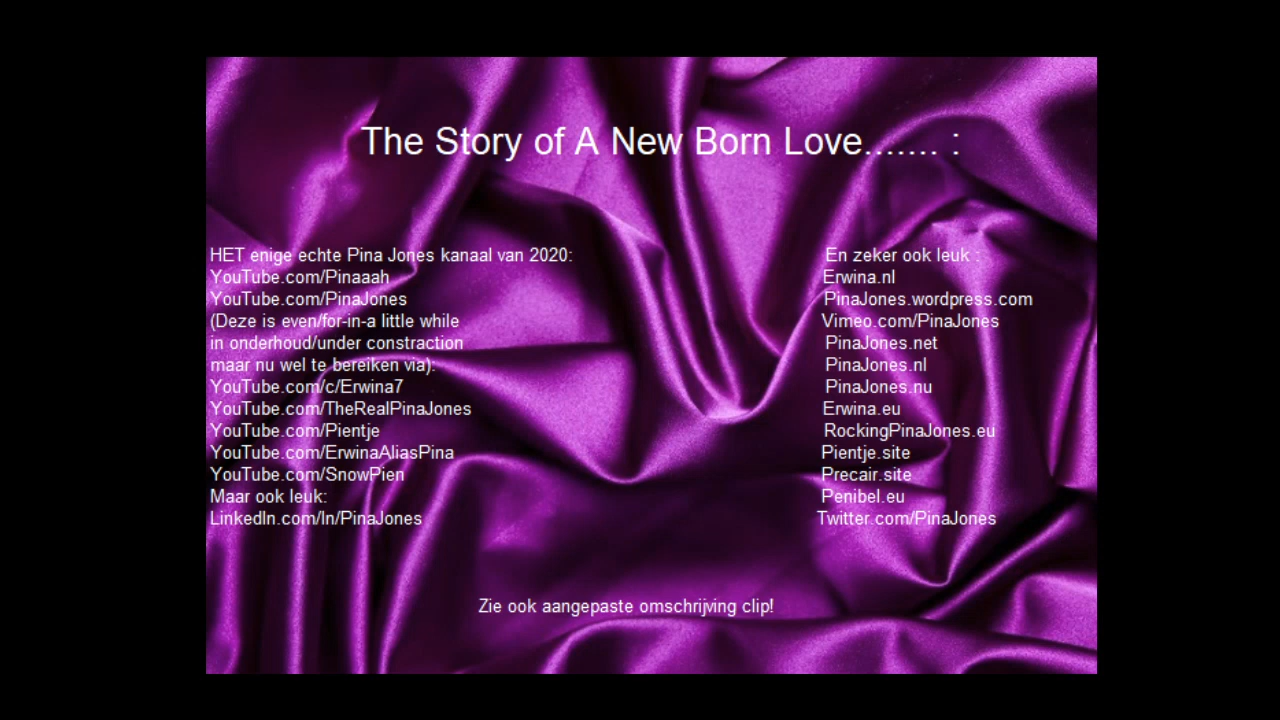 The Story of A New Born Love....... :
HET enige echte Pina Jones kanaal van 2020:
YouTube.com/Pinaaah
YouTube.com/PinaJones
(Deze is even/for-in-a little while
in onderhoud/under constraction
maar nu wel te bereiken via):
YouTube.com/c/Erwina7
YouTube.com/TheRealPinaJones
YouTube.com/Pientje
YouTube.com/ErwinaAliasPina
YouTube.com/SnowPien
Maar ook leuk:
LinkedIn.com/In/PinaJones
En zeker ook leuk :
Erwina.nl
PinaJones.wordpress.com
Vimeo.com/PinaJones
PinaJones.net
PinaJones.nl
PinaJones.nu
Erwina.eu
RockingPinaJones.eu
Pientje.site
Precair.site
Penibel.eu
Twitter.com/PinaJones
Zie ook aangepaste omschrijving clip!